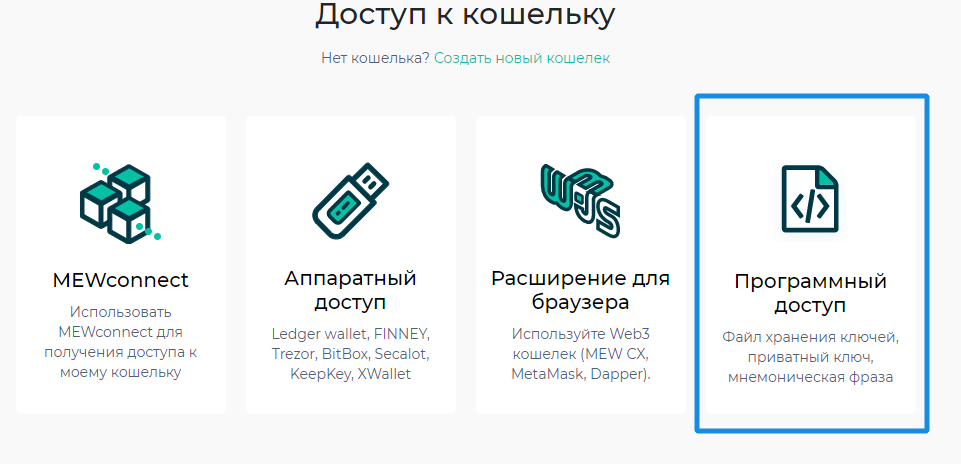 Доступ к кошельку
Нет кошелька? Создать новый кошелек
MEWconnect
Использовать
MEWconnect для
получения доступа к
моему кошельку
Аппаратный
доступ
Ledger wallet, FINNEY,
Trezor, BitBox, Secalot,
KeepKey, XWallet
Расширение для
браузера
Используйте Web3
кошелек (MEW CX,
MetaMask, Dapper).
Программный
доступ
Файл хранения ключей,
приватный ключ,
мнемоническая фраза